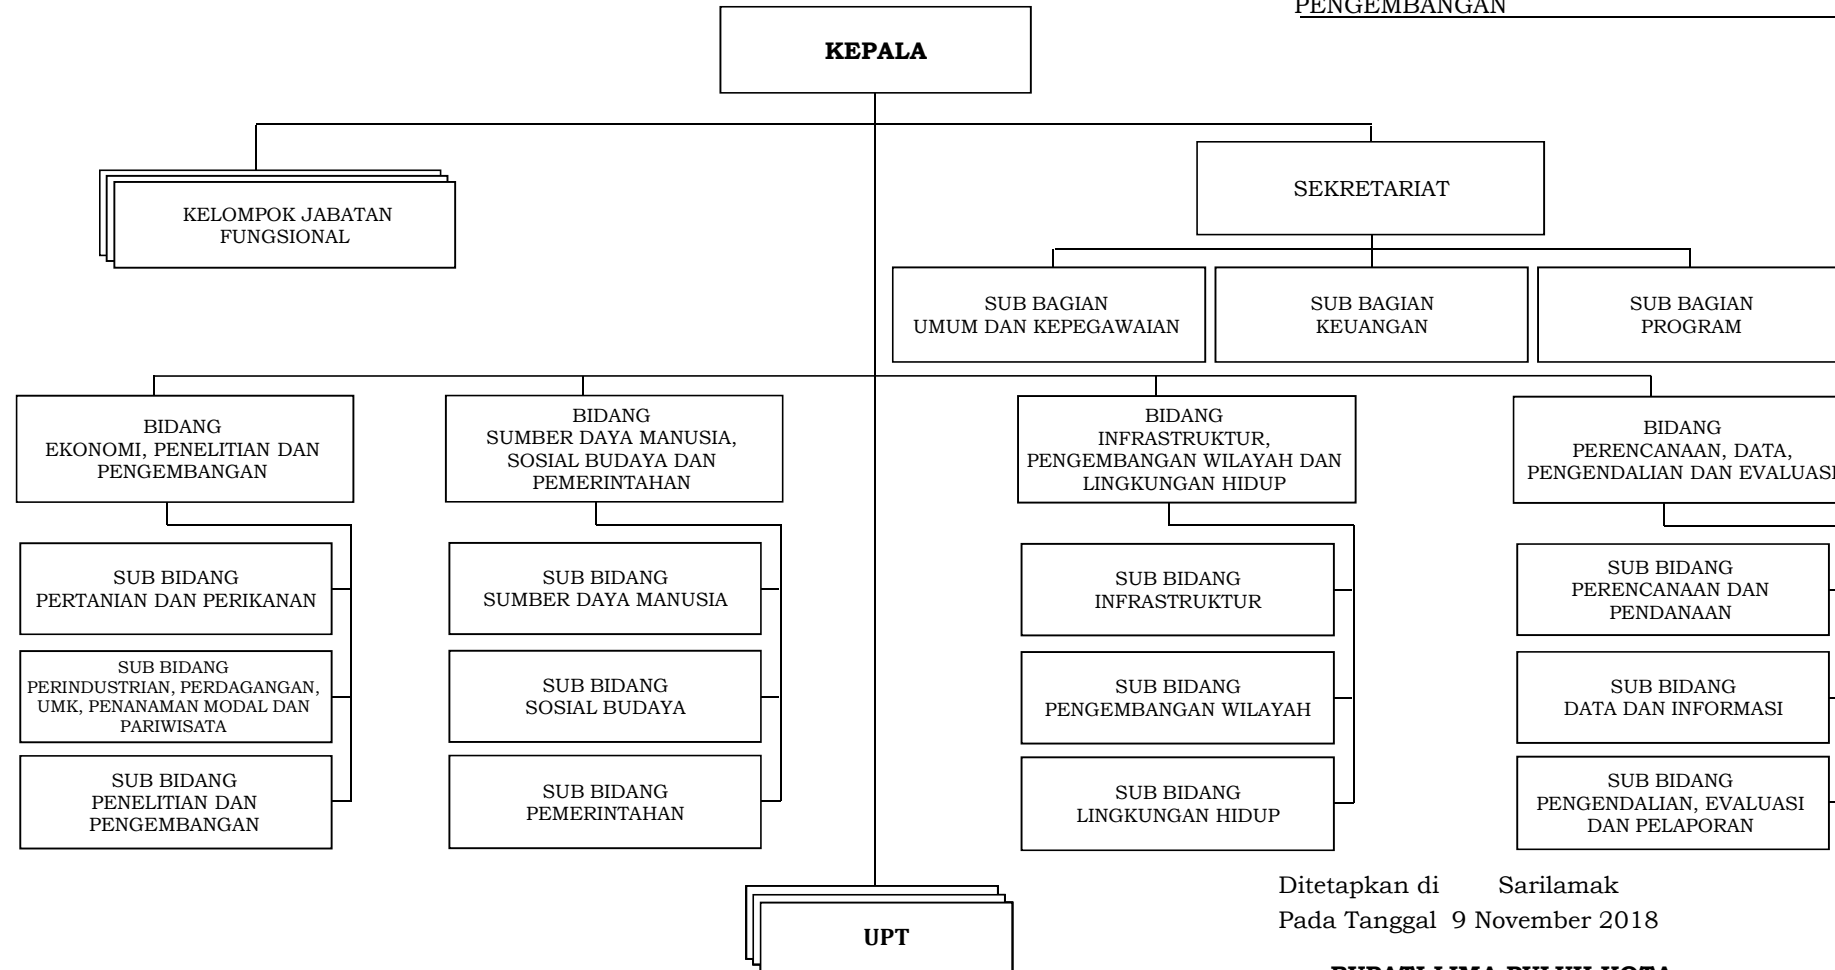 PENGEMBANGAN
KEPALA
KELOMPOK JABATAN
FUNGSIONAL
SEKRETARIAT
SUB BAGIAN
UMUM DAN KEPEGAWAIAN
SUB BAGIAN
KEUANGAN
SUB BAGIAN
PROGRAM
BIDANG
EKONOMI, PENELITIAN DAN
PENGEMBANGAN
BIDANG
SUMBER DAYA MANUSIA,
SOSIAL BUDAYA DAN
PEMERINTAHAN
BIDANG
INFRASTRUKTUR,
PENGEMBANGAN WILAYAH DAN
LINGKUNGAN HIDUP
BIDANG
PERENCANAAN, DATA,
PENGENDALIAN DAN EVALUASI
SUB BIDANG
PERTANIAN DAN PERIKANAN
SUB BIDANG
SUMBER DAYA MANUSIA
SUB BIDANG
INFRASTRUKTUR
SUB BIDANG
PERENCANAAN DAN
PENDANAAN
SUB BIDANG
PERINDUSTRIAN, PERDAGANGAN,
UMK, PENANAMAN MODAL DAN
PARIWISATA
SUB BIDANG
SOSIAL BUDAYA
SUB BIDANG
PENGEMBANGAN WILAYAH
SUB BIDANG
DATA DAN INFORMASI
SUB BIDANG
PENELITIAN DAN
PENGEMBANGAN
SUB BIDANG
PEMERINTAHAN
SUB BIDANG
LINGKUNGAN HIDUP
SUB BIDANG
PENGENDALIAN, EVALUASI
DAN PELAPORAN
UPT
Ditetapkan di Sarilamak
Pada Tanggal 9 November 2018
BUPATI LIMA PULUH KOTA